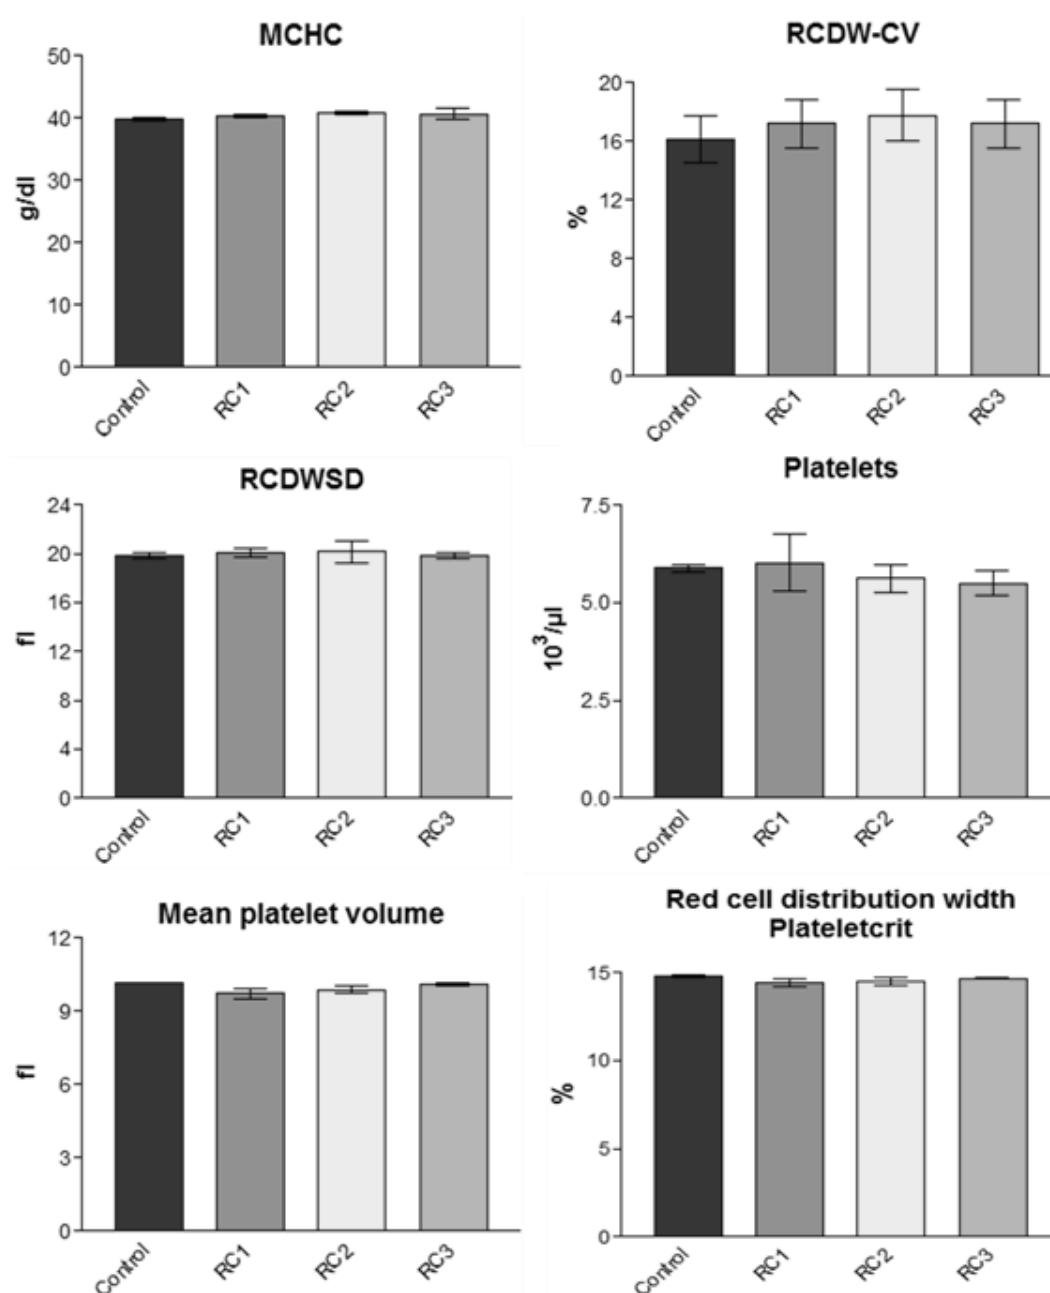 MCHC
50
40
30
20
10
0
g/dl
Control
RC1
RC2
RC3
RCDW-CV
20
16
12
8
4
0
%
Control
RC1
RC2
RC3
RCDWSD
24
20
16
12
8
4
0
fl
Control
RC1
RC2
RC3
Platelets
7.5
5.0
2.5
0.0
10³/µl
Control
RC1
RC2
RC3
Mean platelet volume
12
9
6
3
0
fl
Control
RC1
RC2
RC3
Red cell distribution width
Plateletcrit
15
10
5
0
%
Control
RC1
RC2
RC3